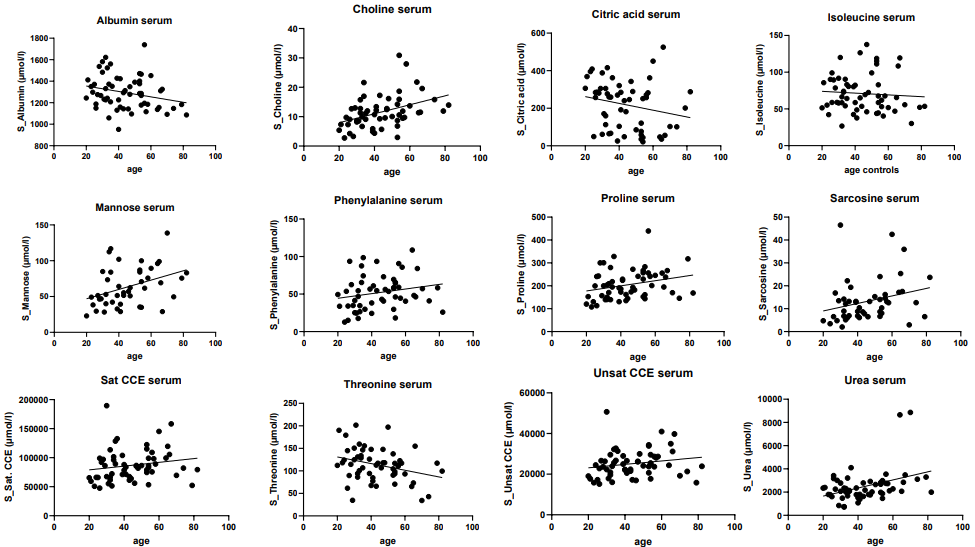 Albumin serum
S_Albumin (µmol/l)
1800
1600
1400
1200
1000
800
0 20 40 60 80 100
age
Choline serum
S_Choline (µmol/l)
40
30
20
10
0
0 20 40 60 80 100
age
Citric acid serum
S_Citric acid (µmol/l)
600
400
200
0
0 20 40 60 80 100
age
Isoleucine serum
S_Isoleucine (µmol/l)
150
100
50
0
0 20 40 60 80 100
age controls
Mannose serum
S_Mannose (µmol/l)
150
100
50
0
0 20 40 60 80 100
age
Phenylalanine serum
S_Phenylalanine (µmol/l)
150
100
50
0
0 20 40 60 80 100
age
Proline serum
S_Proline (µmol/l)
500
400
300
200
100
0
0 20 40 60 80 100
age
Sarcosine serum
S_Sarcosine (µmol/l)
50
40
30
20
10
0
0 20 40 60 80 100
age
Sat CCE serum
S_Sat. CCE (µmol/l)
200000
150000
100000
50000
0
0 20 40 60 80 100
age
Threonine serum
S_Threonine (µmol/l)
250
200
150
100
50
0
0 20 40 60 80 100
age
Unsat CCE serum
S_Unsat CCE (µmol/l)
60000
40000
20000
0
0 20 40 60 80 100
age
Urea serum
S_Urea (µmol/l)
10000
8000
6000
4000
2000
0
0 20 40 60 80 100
age